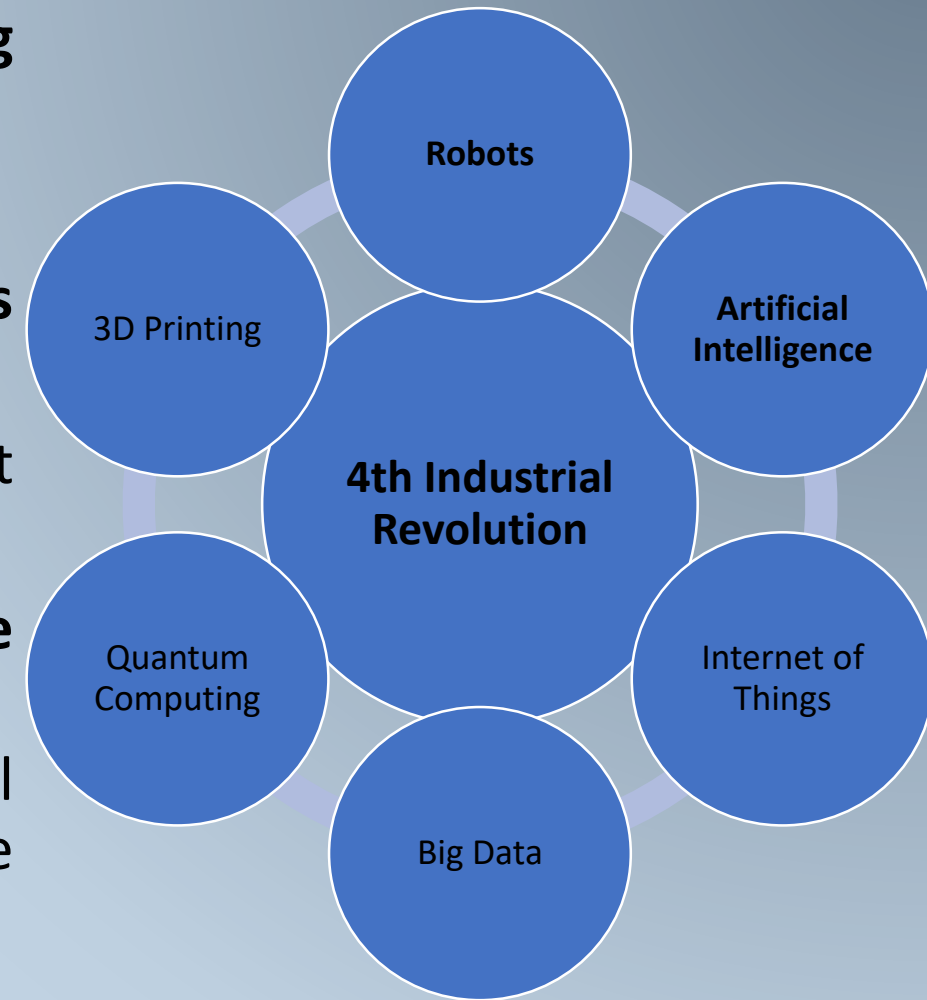 g
Robots
s
3D Printing
Artificial
Intelligence
t
4th Industrial
Revolution
e
Quantum
Computing
Internet of
Things
l
e
Big Data